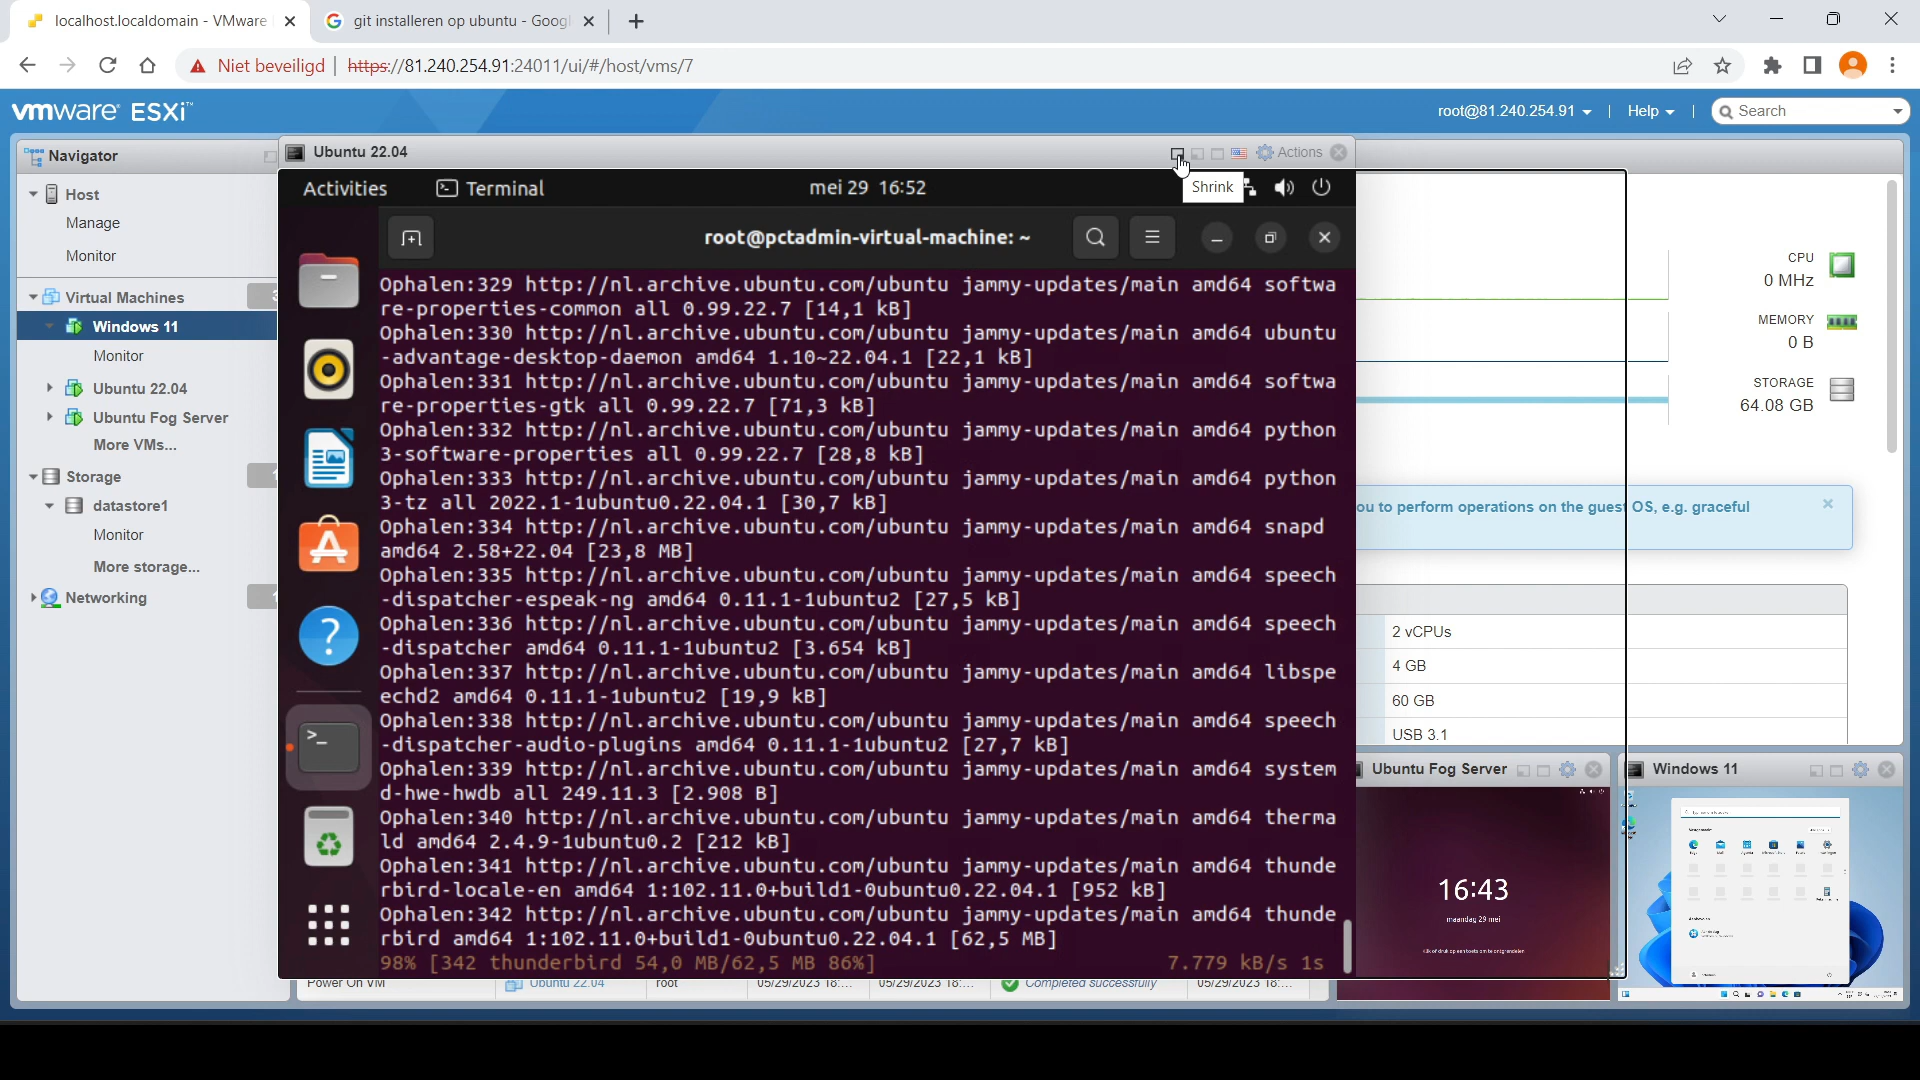 localhost.localdomain - VMware
git installeren op ubuntu - Goog
Niet beveiligd
https://81.240.254.91:24011/ui/#/host/vms/7
vmware ESXi™
root@81.240.254.91
Help
Search
Navigator
Host
Manage
Monitor
Virtual Machines
Windows 11
Monitor
Ubuntu 22.04
Ubuntu Fog Server
More VMs...
Storage
datastore1
Monitor
More storage...
Networking
Ubuntu 22.04
Actions
Shrink
Activities
Terminal
mei 29 16:52
root@pctadmin-virtual-machine: ~
Ophalen:329 http://nl.archive.ubuntu.com/ubuntu jammy-updates/main amd64 softwa
re-properties-common all 0.99.22.7 [14,1 kB]
Ophalen:330 http://nl.archive.ubuntu.com/ubuntu jammy-updates/main amd64 ubuntu
-advantage-desktop-daemon amd64 1.10~22.04.1 [22,1 kB]
Ophalen:331 http://nl.archive.ubuntu.com/ubuntu jammy-updates/main amd64 softwa
re-properties-gtk all 0.99.22.7 [71,3 kB]
Ophalen:332 http://nl.archive.ubuntu.com/ubuntu jammy-updates/main amd64 python
3-software-properties all 0.99.22.7 [28,8 kB]
Ophalen:333 http://nl.archive.ubuntu.com/ubuntu jammy-updates/main amd64 python
3-tz all 2022.1-1ubuntu0.22.04.1 [30,7 kB]
Ophalen:334 http://nl.archive.ubuntu.com/ubuntu jammy-updates/main amd64 snapd
amd64 2.58+22.04 [23,8 MB]
Ophalen:335 http://nl.archive.ubuntu.com/ubuntu jammy-updates/main amd64 speech
-dispatcher-espeak-ng amd64 0.11.1-1ubuntu2 [27,5 kB]
Ophalen:336 http://nl.archive.ubuntu.com/ubuntu jammy-updates/main amd64 speech
-dispatcher amd64 0.11.1-1ubuntu2 [3.654 kB]
Ophalen:337 http://nl.archive.ubuntu.com/ubuntu jammy-updates/main amd64 libspe
echd2 amd64 0.11.1-1ubuntu2 [19,9 kB]
Ophalen:338 http://nl.archive.ubuntu.com/ubuntu jammy-updates/main amd64 speech
-dispatcher-audio-plugins amd64 0.11.1-1ubuntu2 [27,7 kB]
Ophalen:339 http://nl.archive.ubuntu.com/ubuntu jammy-updates/main amd64 system
d-hwe-hwdb all 249.11.3 [2.908 B]
Ophalen:340 http://nl.archive.ubuntu.com/ubuntu jammy-updates/main amd64 therma
ld amd64 2.4.9-1ubuntu0.2 [212 kB]
Ophalen:341 http://nl.archive.ubuntu.com/ubuntu jammy-updates/main amd64 thunde
rbird-locale-en amd64 1:102.11.0+build1-0ubuntu0.22.04.1 [952 kB]
Ophalen:342 http://nl.archive.ubuntu.com/ubuntu jammy-updates/main amd64 thunde
rbird amd64 1:102.11.0+build1-0ubuntu0.22.04.1 [62,5 MB]
98% [342 thunderbird 54,0 MB/62,5 MB 86%] 7.779 kB/s 1s
CPU
0 MHz
MEMORY
0 B
STORAGE
64.08 GB
ou to perform operations on the guest OS, e.g. graceful
2 vCPUs
4 GB
60 GB
USB 3.1
Ubuntu Fog Server
Windows 11
16:43
maandag 29 mei
Power On VM
Ubuntu 22.04
root
05/29/2023 18:...
05/29/2023 18:...
Completed successfully
05/29/2023 18:...